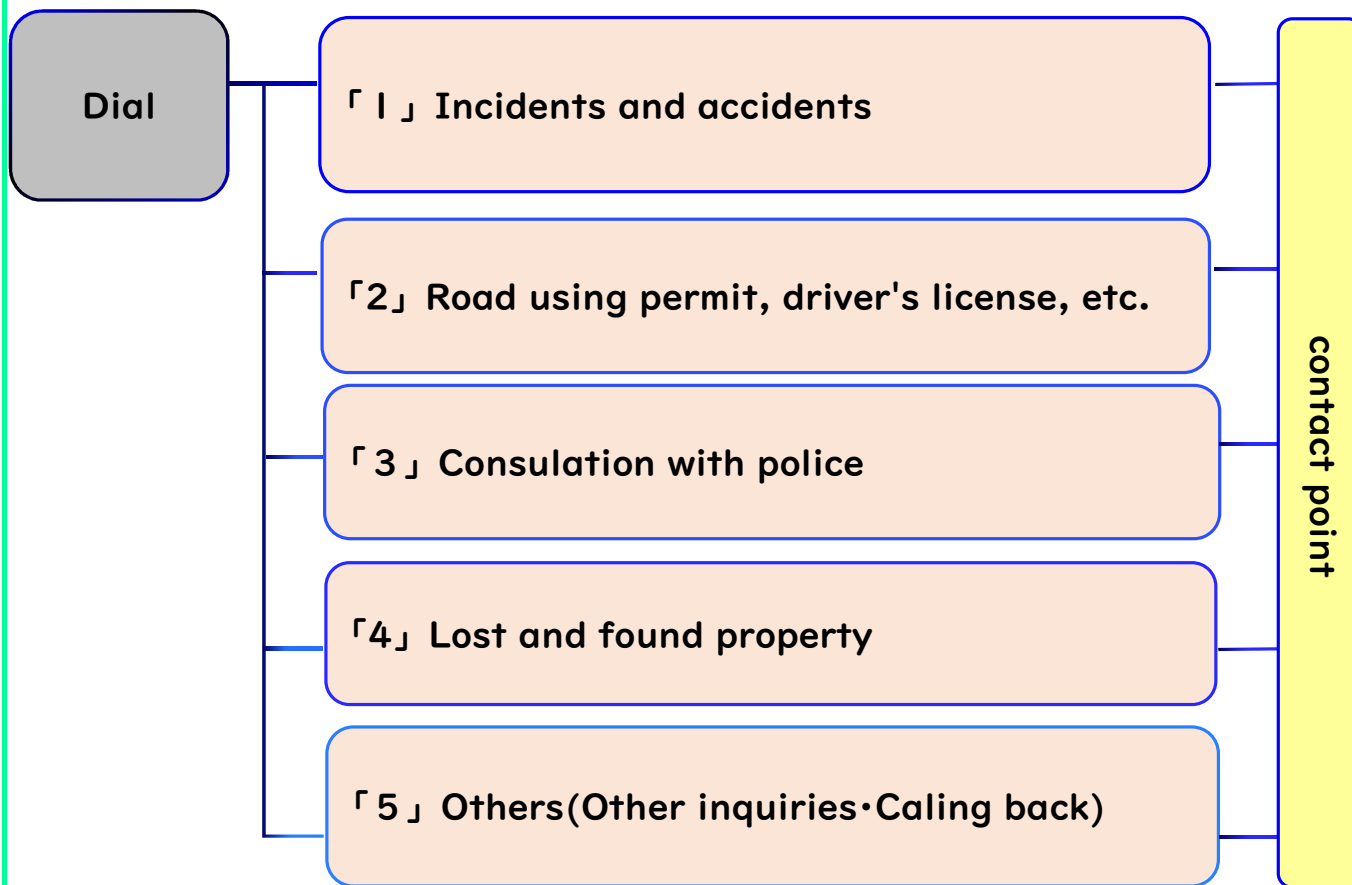 Dial
「1」Incidents and accidents
「2」Road using permit, driver's license, etc.
「3」Consulation with police
「4」Lost and found property
「5」Others(Other inquiries・Caling back)
contact point